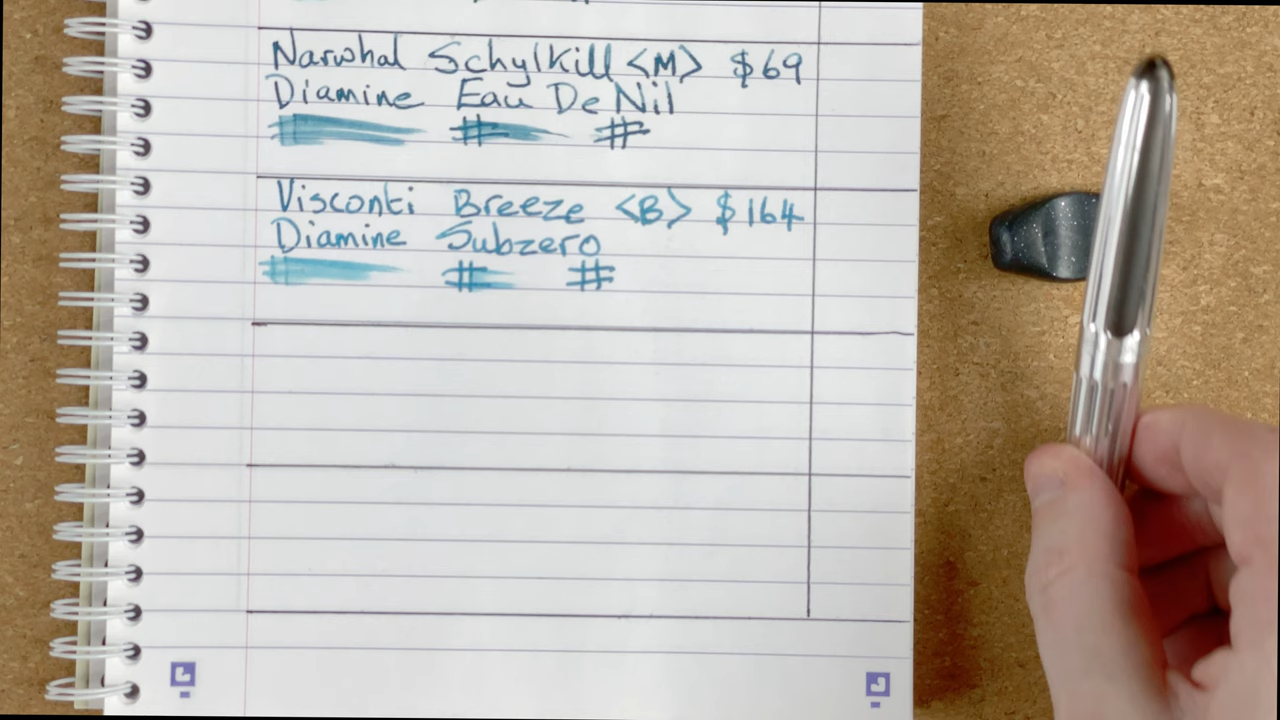 Narwhal Schylkill <M> $69
Diamine Eau De Nil
# #
Visconti Breeze <B> $164
Diamine Subzero
# #